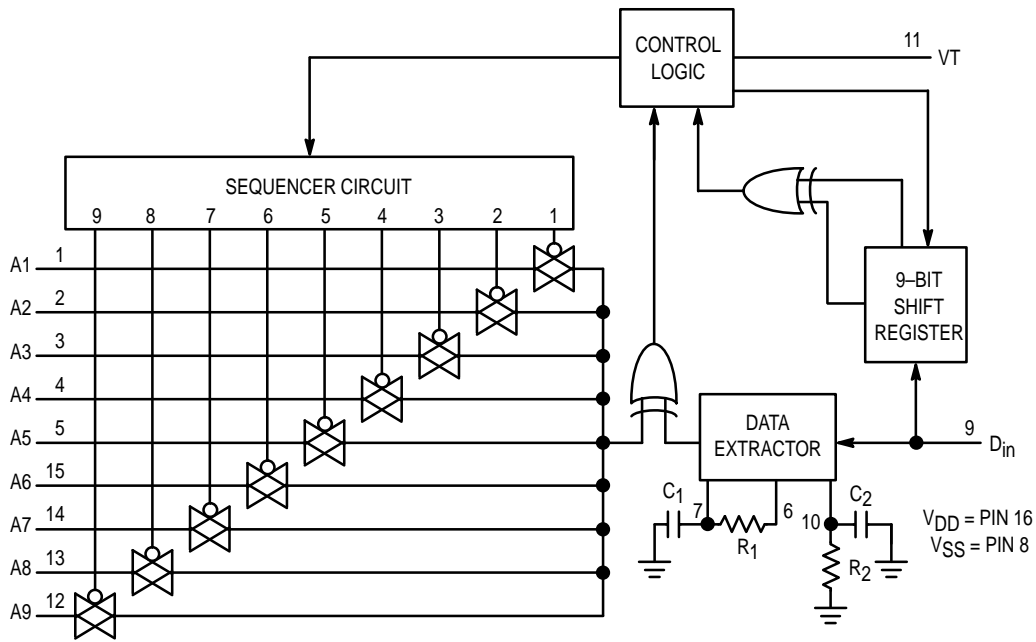 CONTROL
LOGIC
11
VT
SEQUENCER CIRCUIT
9 8 7 6 5 4 3 2 1
A1 1
A2 2
A3 3
A4 4
A5 5
A6 15
A7 14
A8 13
A9 12
9–BIT
SHIFT
REGISTER
DATA
EXTRACTOR
9
Din
C1
7
R1
6
10
C2
R2
VDD = PIN 16
VSS = PIN 8